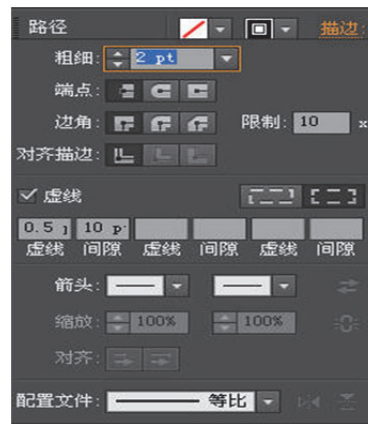 路径 描边:
粗细: 2 pt
端点:
边角: 限制: 10 x
对齐描边:
虚线
0.5 10 p
虚线 间隙 虚线 间隙 虚线 间隙
箭头:
缩放: 100% 100%
对齐:
配置文件: 等比